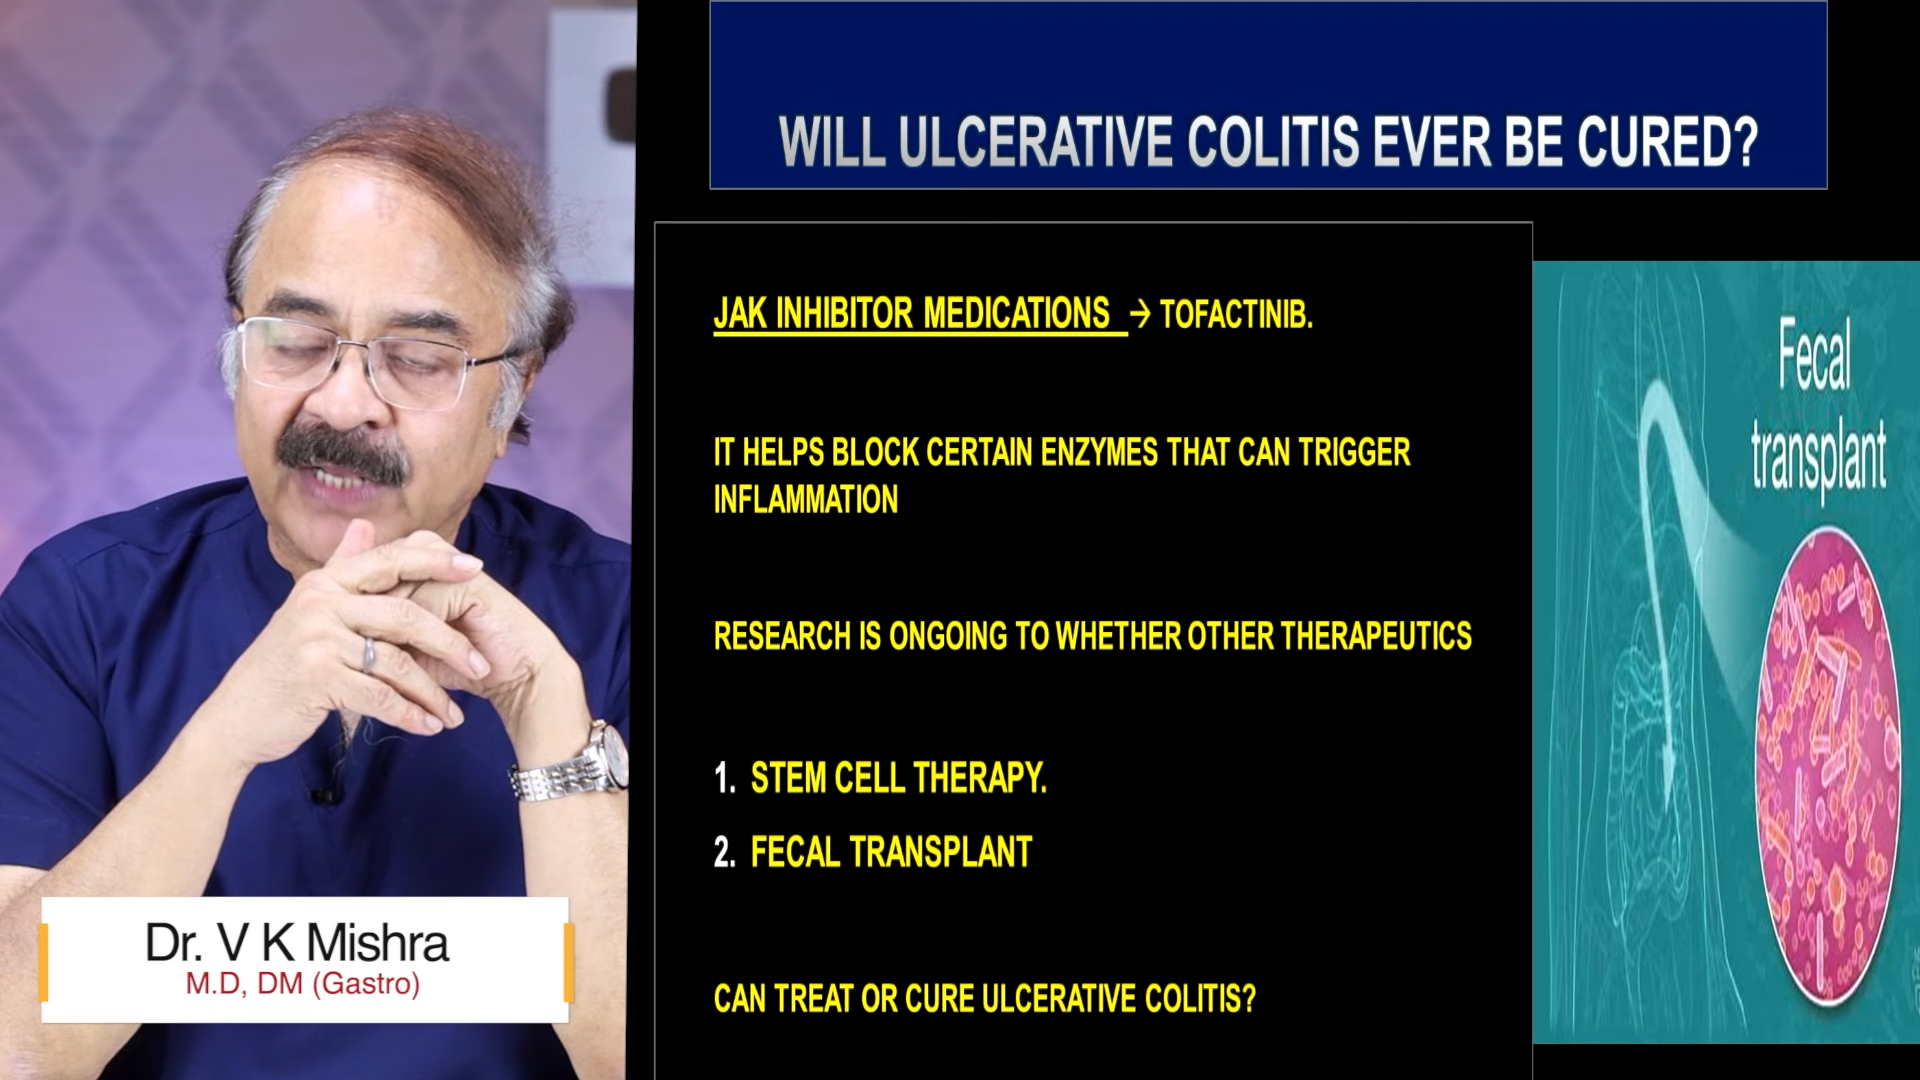 WILL ULCERATIVE COLITIS EVER BE CURED?
JAK INHIBITOR MEDICATIONS → TOFACTINIB.
IT HELPS BLOCK CERTAIN ENZYMES THAT CAN TRIGGER
INFLAMMATION
RESEARCH IS ONGOING TO WHETHER OTHER THERAPEUTICS
1. STEM CELL THERAPY.
2. FECAL TRANSPLANT
CAN TREAT OR CURE ULCERATIVE COLITIS?
Fecal
transplant
Dr. V K Mishra
M.D, DM (Gastro)